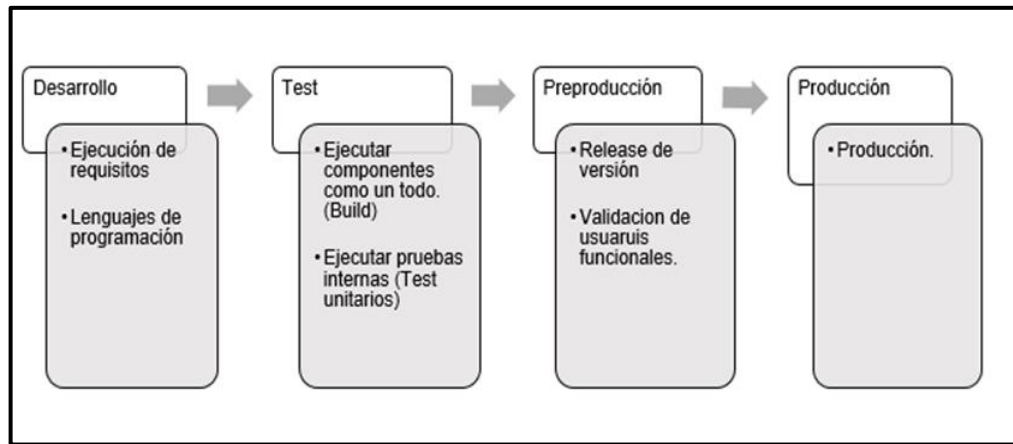 Desarrollo
• Ejecución de
requisitos
• Lenguajes de
programación
Test
• Ejecutar
componentes
como un todo.
(Build)
• Ejecutar pruebas
internas (Test
unitarios)
Preproducción
• Release de
versión
• Validacion de
usuaruis
funcionales.
Producción
• Producción.